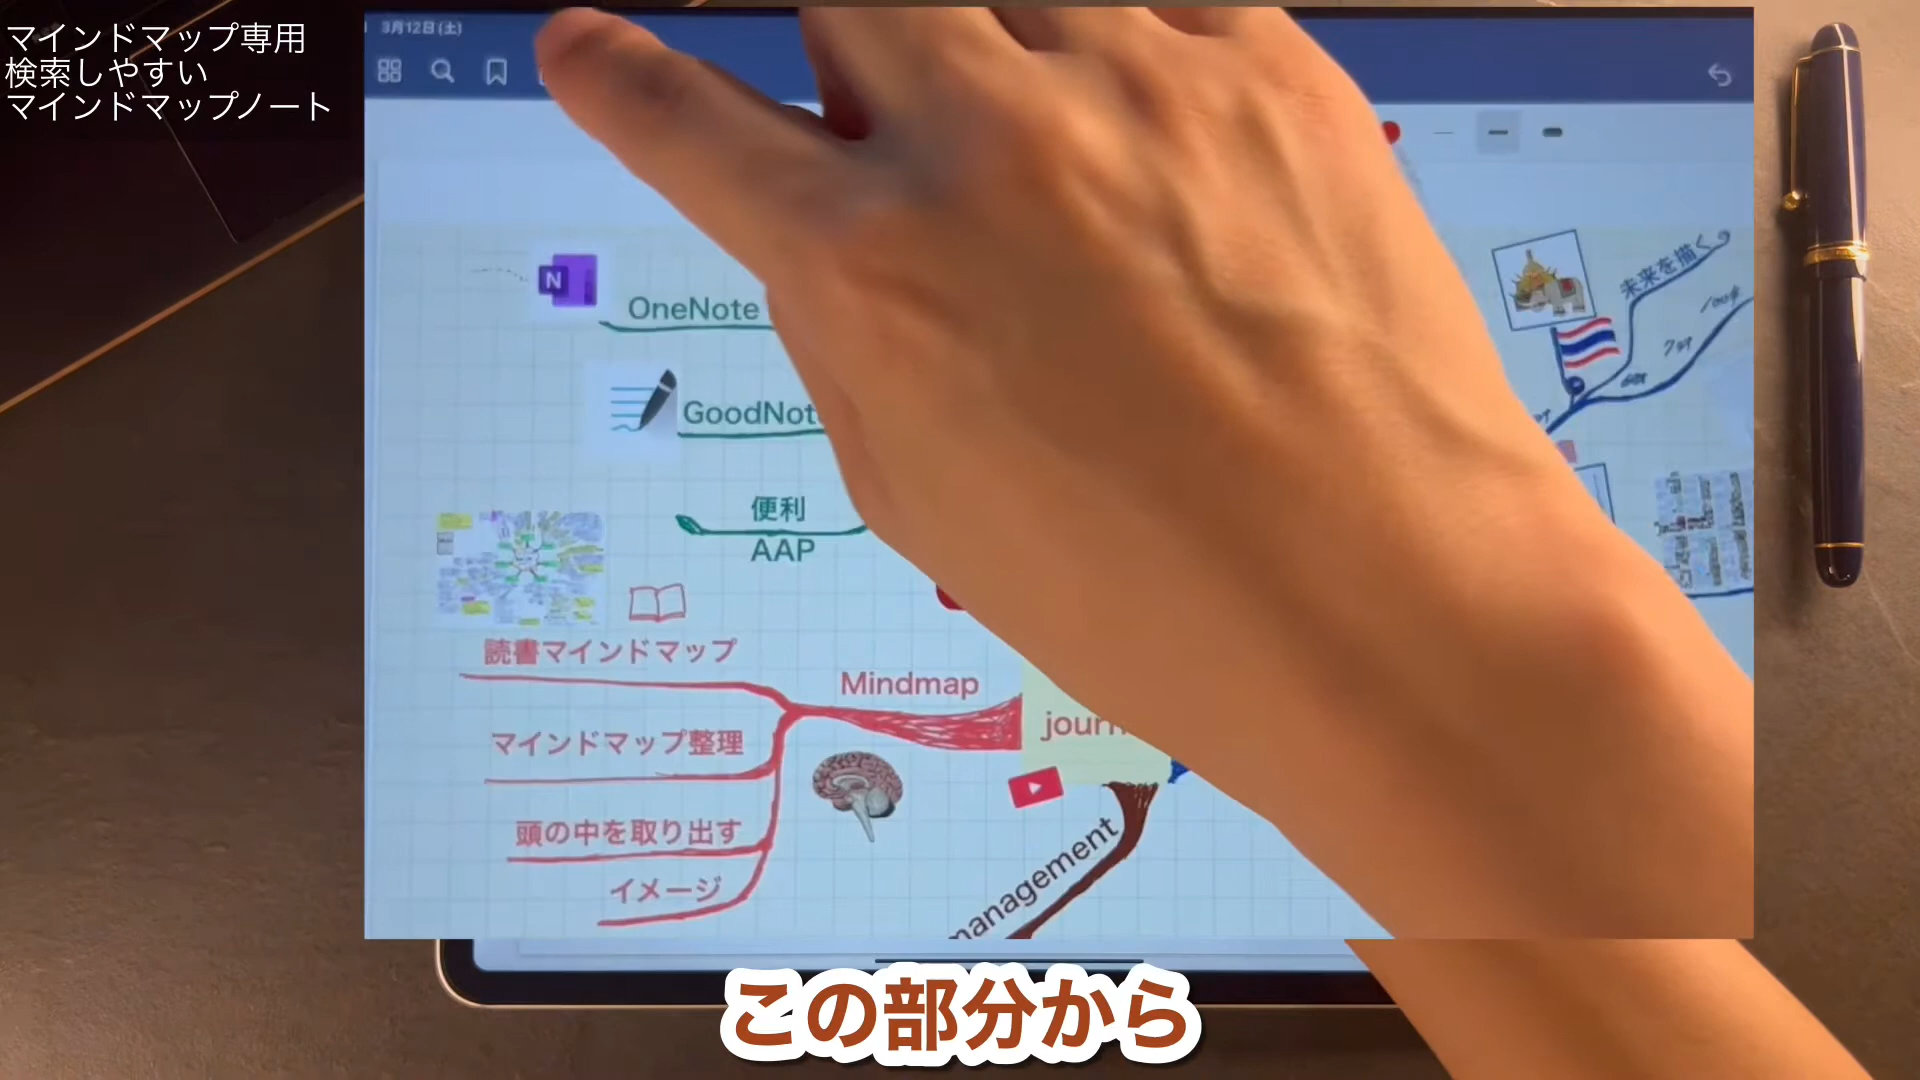 マインドマップ専用
検索しやすい
マインドマップノート
3月12日(土)
N
OneNote
GoodNot
便利
AAP
読書マインドマップ
Mindmap
マインドマップ整理
頭の中を取り出す
イメージ
journ
management
未来を描く
この部分から